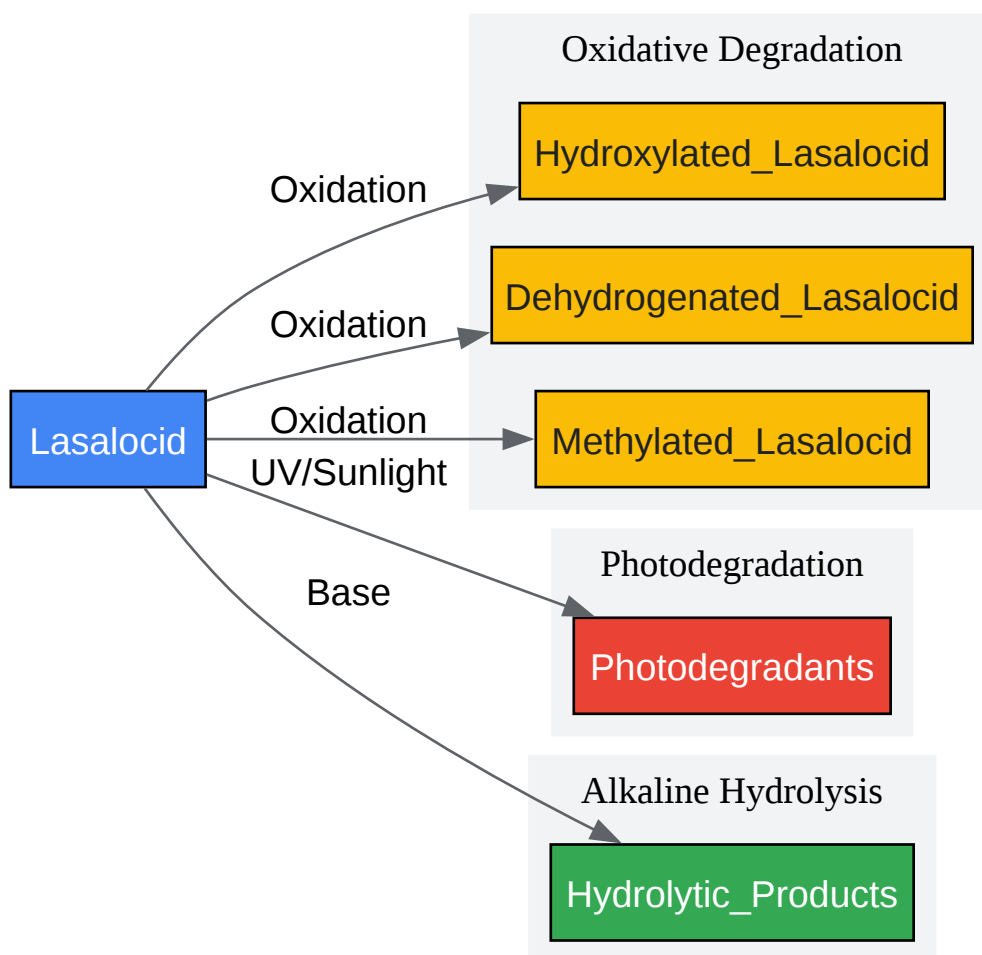 Oxidative Degradation
Hydroxylated_Lasalocid
Oxidation
Dehydrogenated_Lasalocid
Oxidation
Oxidation
Methylated_Lasalocid
Lasalocid
UV/Sunlight
Photodegradation
Base
Photodegradants
Alkaline Hydrolysis
Hydrolytic_Products